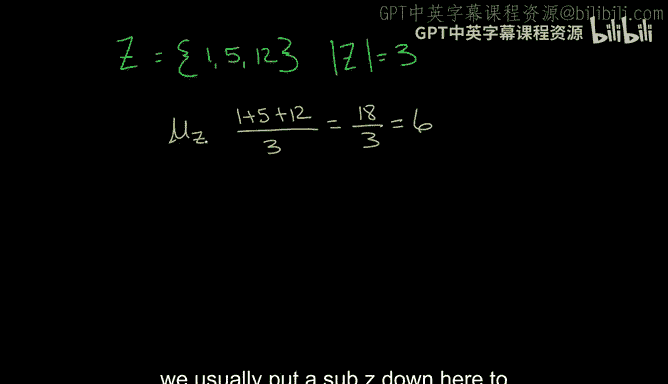 GPT中英字幕课程资源@bilibili.com
GPT中英字幕课程资源 bilibili
Z = {1, 5, 12} |Z| = 3
μ_Z (1+5+12)/3 = 18/3 = 6
we usually put a sub z down here to